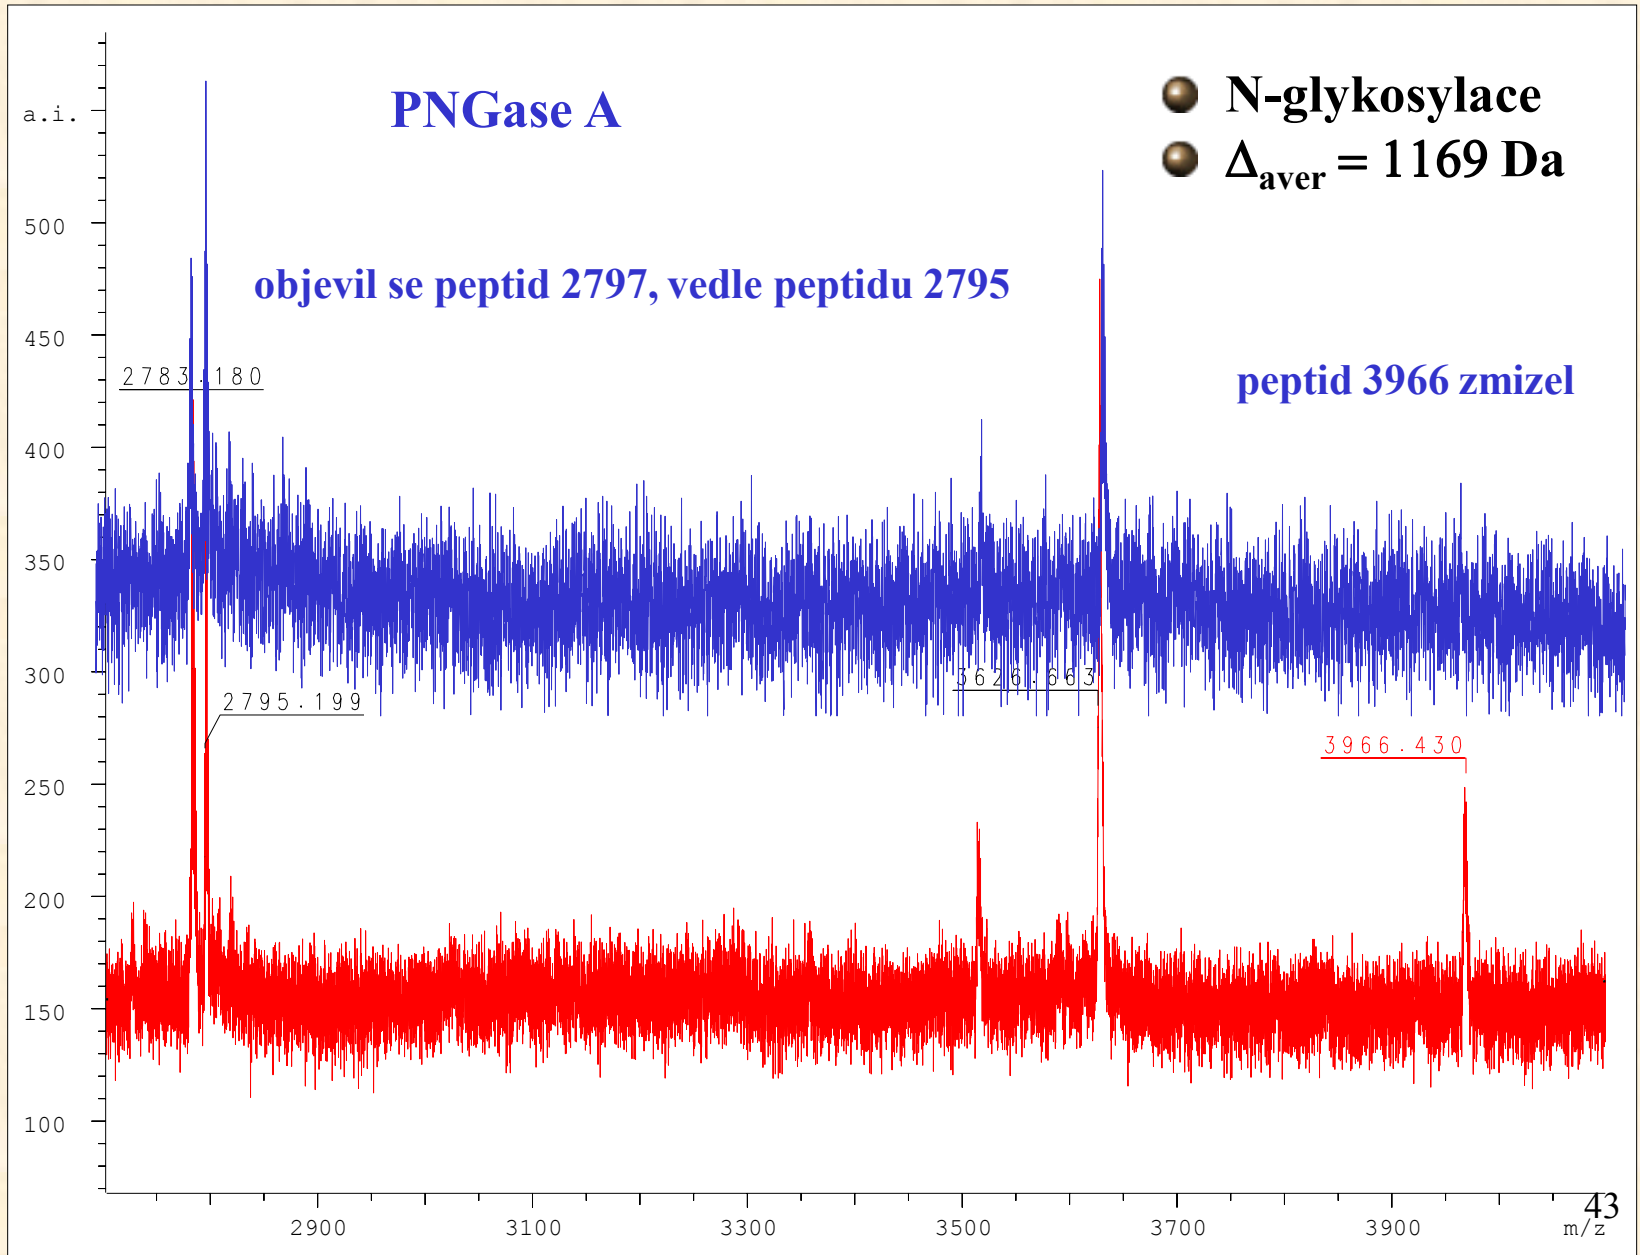 PNGase A
N-glykosylace
Δaver = 1169 Da
a.i.
objevil se peptid 2797, vedle peptidu 2795
peptid 3966 zmizel
2783.180
2795.199
3626.663
3966.430
500
450
400
350
300
250
200
150
100
2900 3100 3300 3500 3700 3900 m/z
43